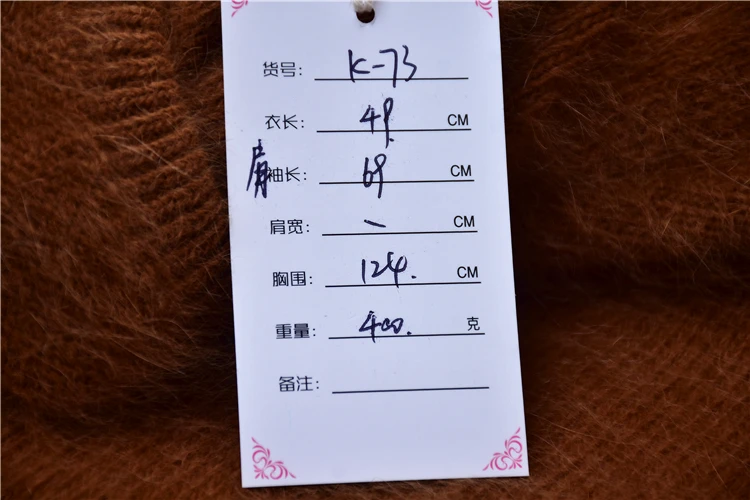 货号: K-73
衣长: 49. CM
肩袖长: 69 CM
肩宽: - CM
胸围: 124. CM
重量: 400. 克
备注: